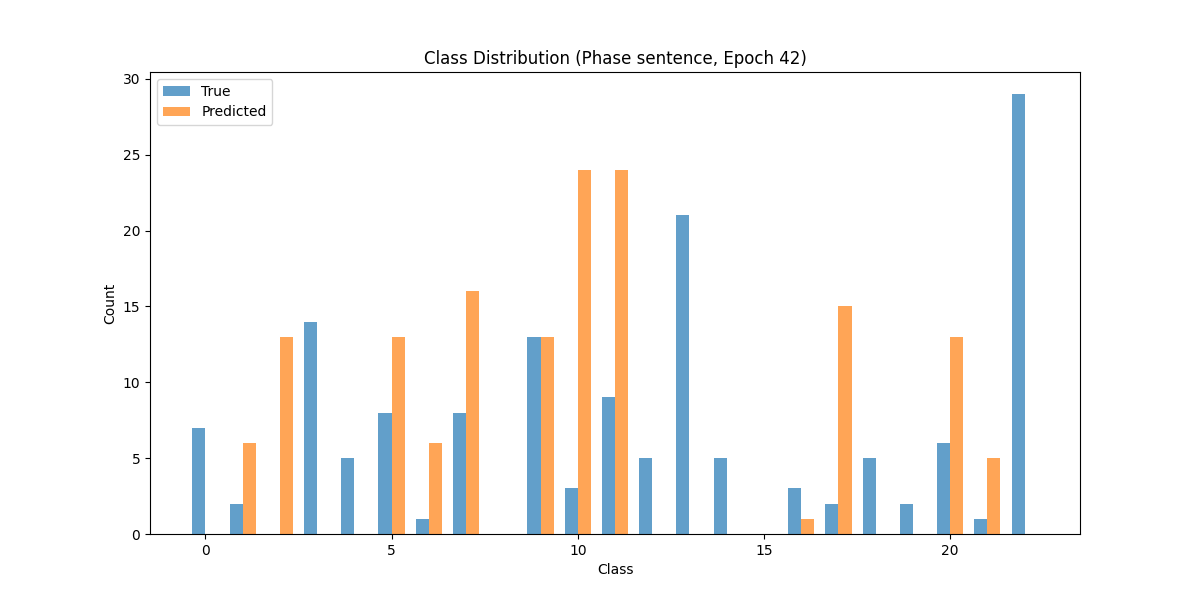 Class Distribution (Phase sentence, Epoch 42)
True
Predicted
30
25
20
15
10
5
0
Count
0 5 10 15 20
Class